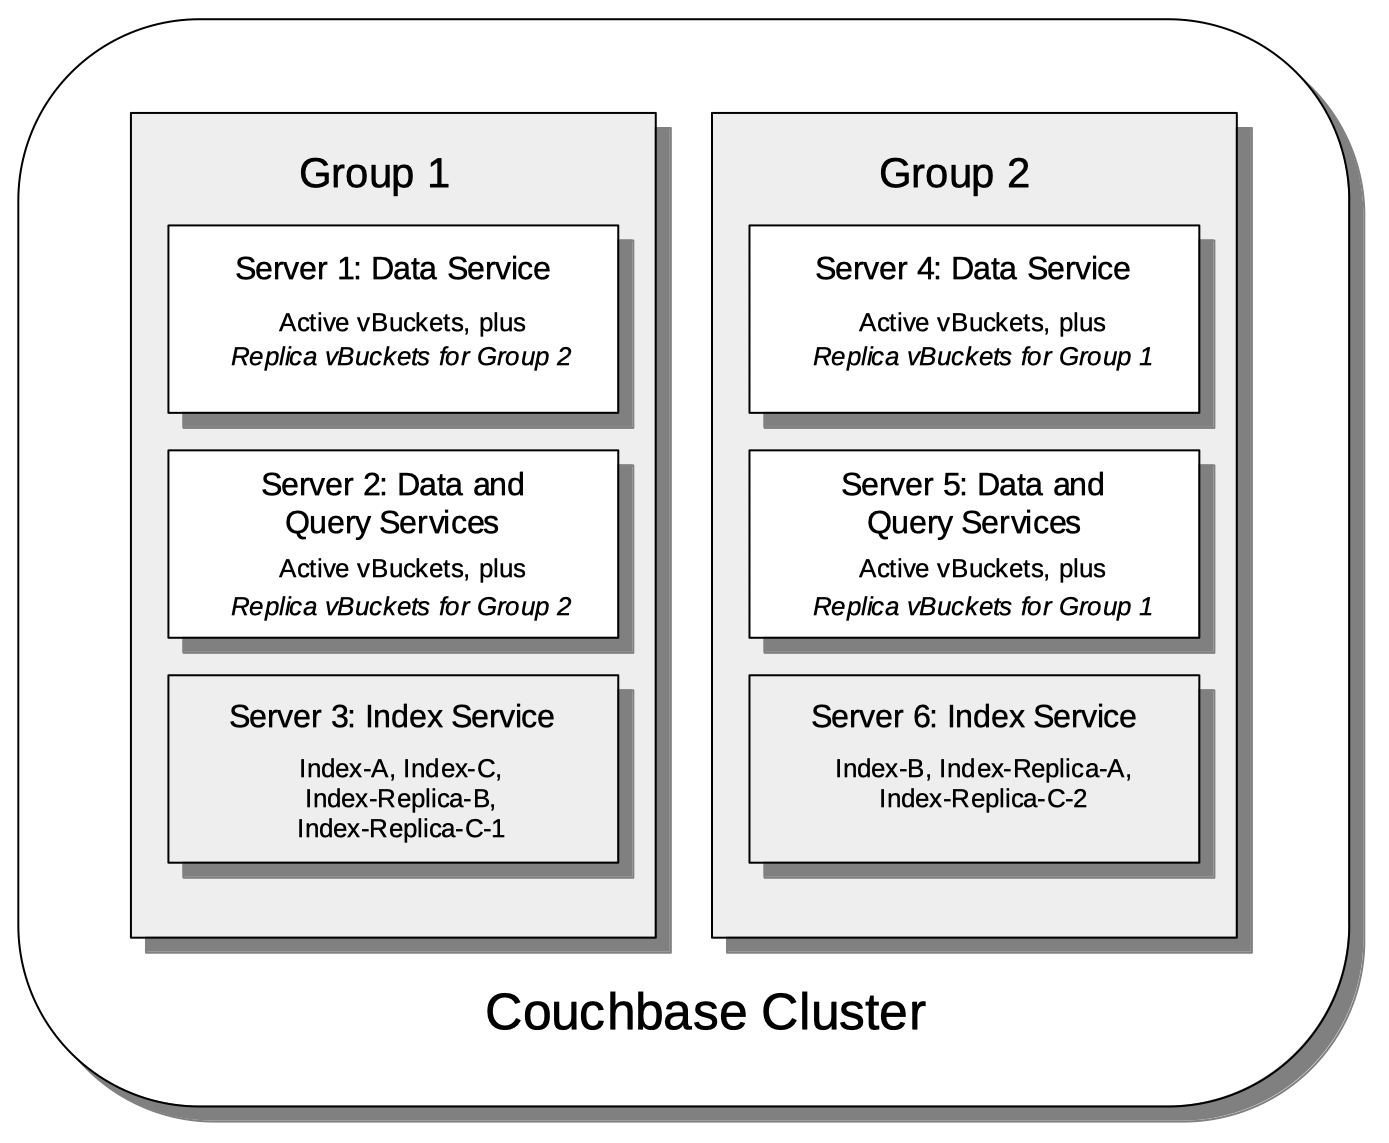 Group 1
Server 1: Data Service
Active vBuckets, plus
Replica vBuckets for Group 2
Server 2: Data and
Query Services
Active vBuckets, plus
Replica vBuckets for Group 2
Server 3: Index Service
Index-A, Index-C,
Index-Replica-B,
Index-Replica-C-1
Group 2
Server 4: Data Service
Active vBuckets, plus
Replica vBuckets for Group 1
Server 5: Data and
Query Services
Active vBuckets, plus
Replica vBuckets for Group 1
Server 6: Index Service
Index-B, Index-Replica-A,
Index-Replica-C-2
Couchbase Cluster